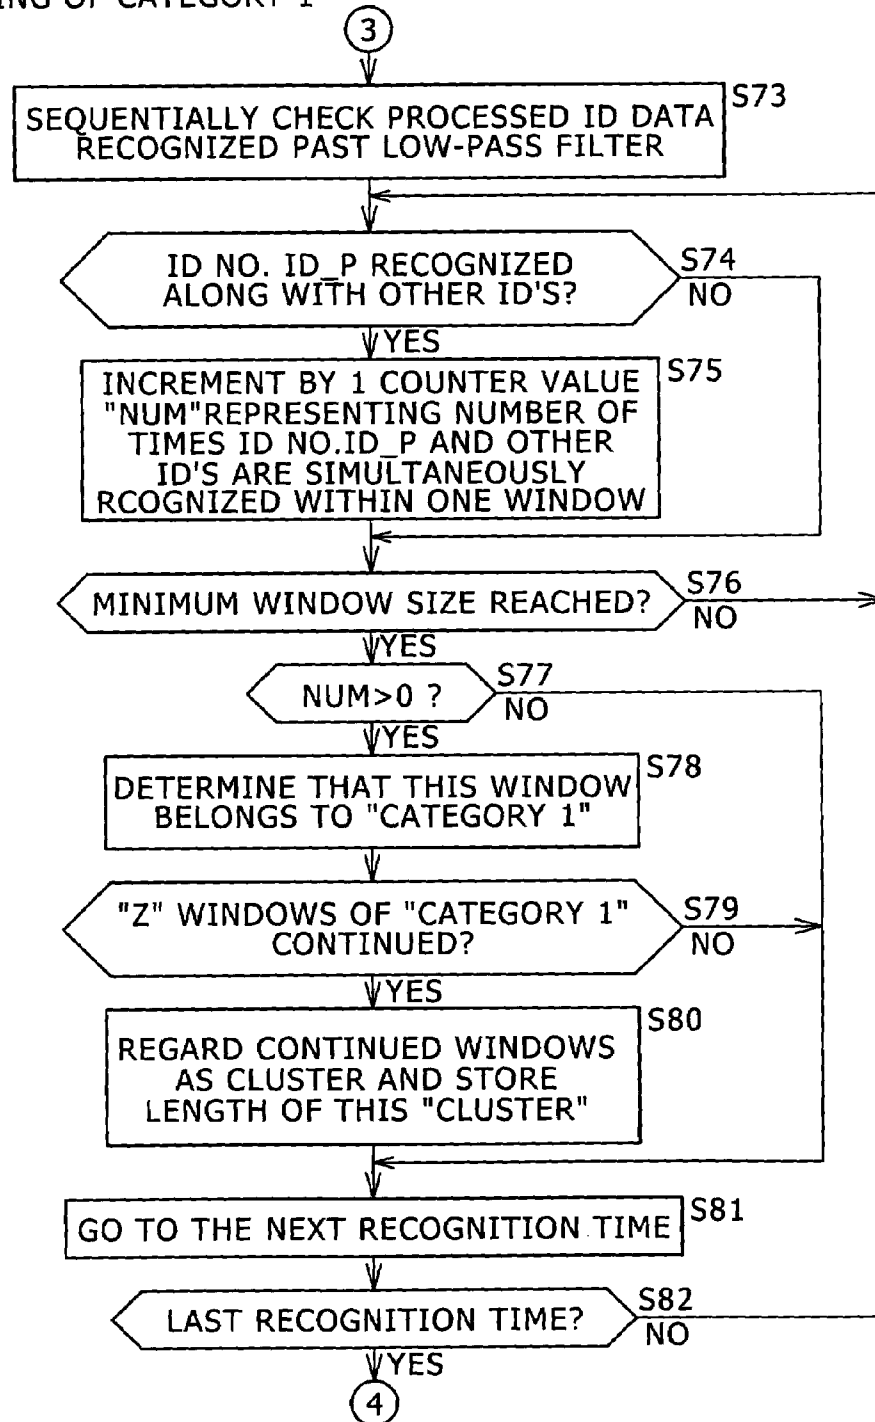 ING OF CATEGORY 1
3
S73
SEQUENTIALLY CHECK PROCESSED ID DATA
RECOGNIZED PAST LOW-PASS FILTER
ID NO. ID_P RECOGNIZED
ALONG WITH OTHER ID'S?
S74
NO
YES
S75
INCREMENT BY 1 COUNTER VALUE
"NUM"REPRESENTING NUMBER OF
TIMES ID NO.ID_P AND OTHER
ID'S ARE SIMULTANEOUSLY
RCOGNIZED WITHIN ONE WINDOW
MINIMUM WINDOW SIZE REACHED?
S76
NO
YES
NUM>0 ?
S77
NO
YES
S78
DETERMINE THAT THIS WINDOW
BELONGS TO "CATEGORY 1"
"Z" WINDOWS OF "CATEGORY 1"
CONTINUED?
S79
NO
YES
S80
REGARD CONTINUED WINDOWS
AS CLUSTER AND STORE
LENGTH OF THIS "CLUSTER"
GO TO THE NEXT RECOGNITION TIME
S81
LAST RECOGNITION TIME?
S82
NO
YES
4